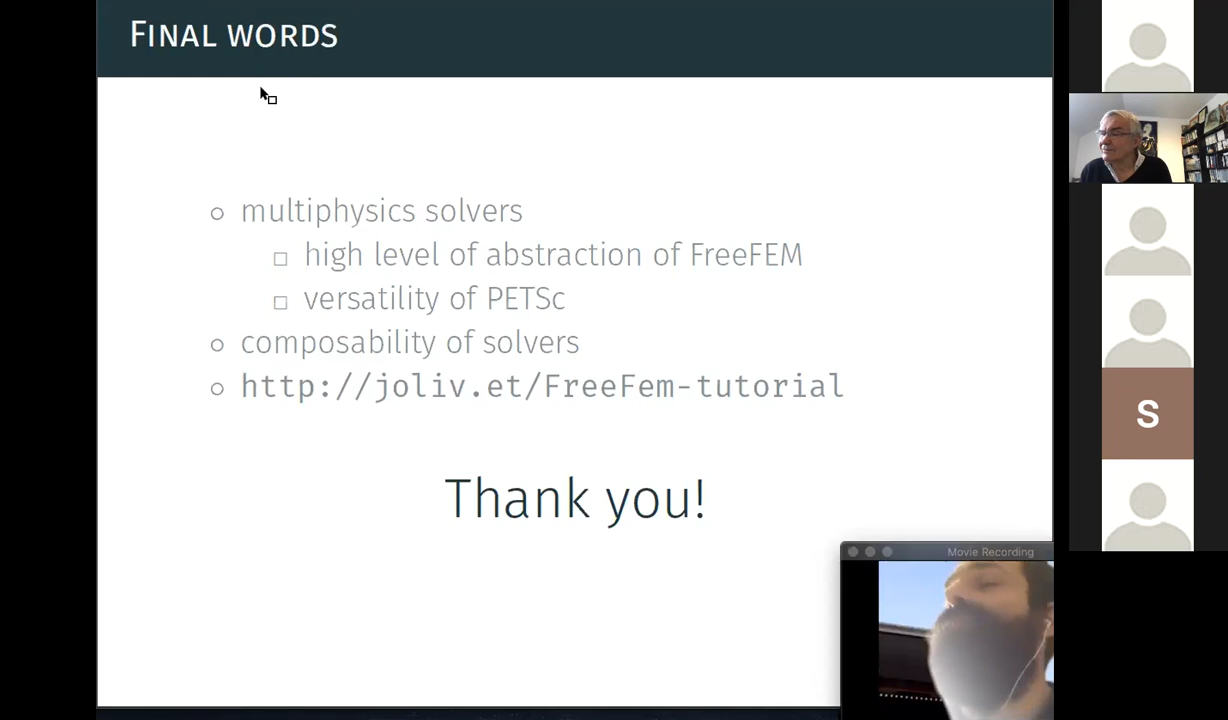 Final words
multiphysics solvers
high level of abstraction of FreeFEM
versatility of PETSc
composability of solvers
http://joliv.et/FreeFem-tutorial
Thank you!
Movie Recording
S